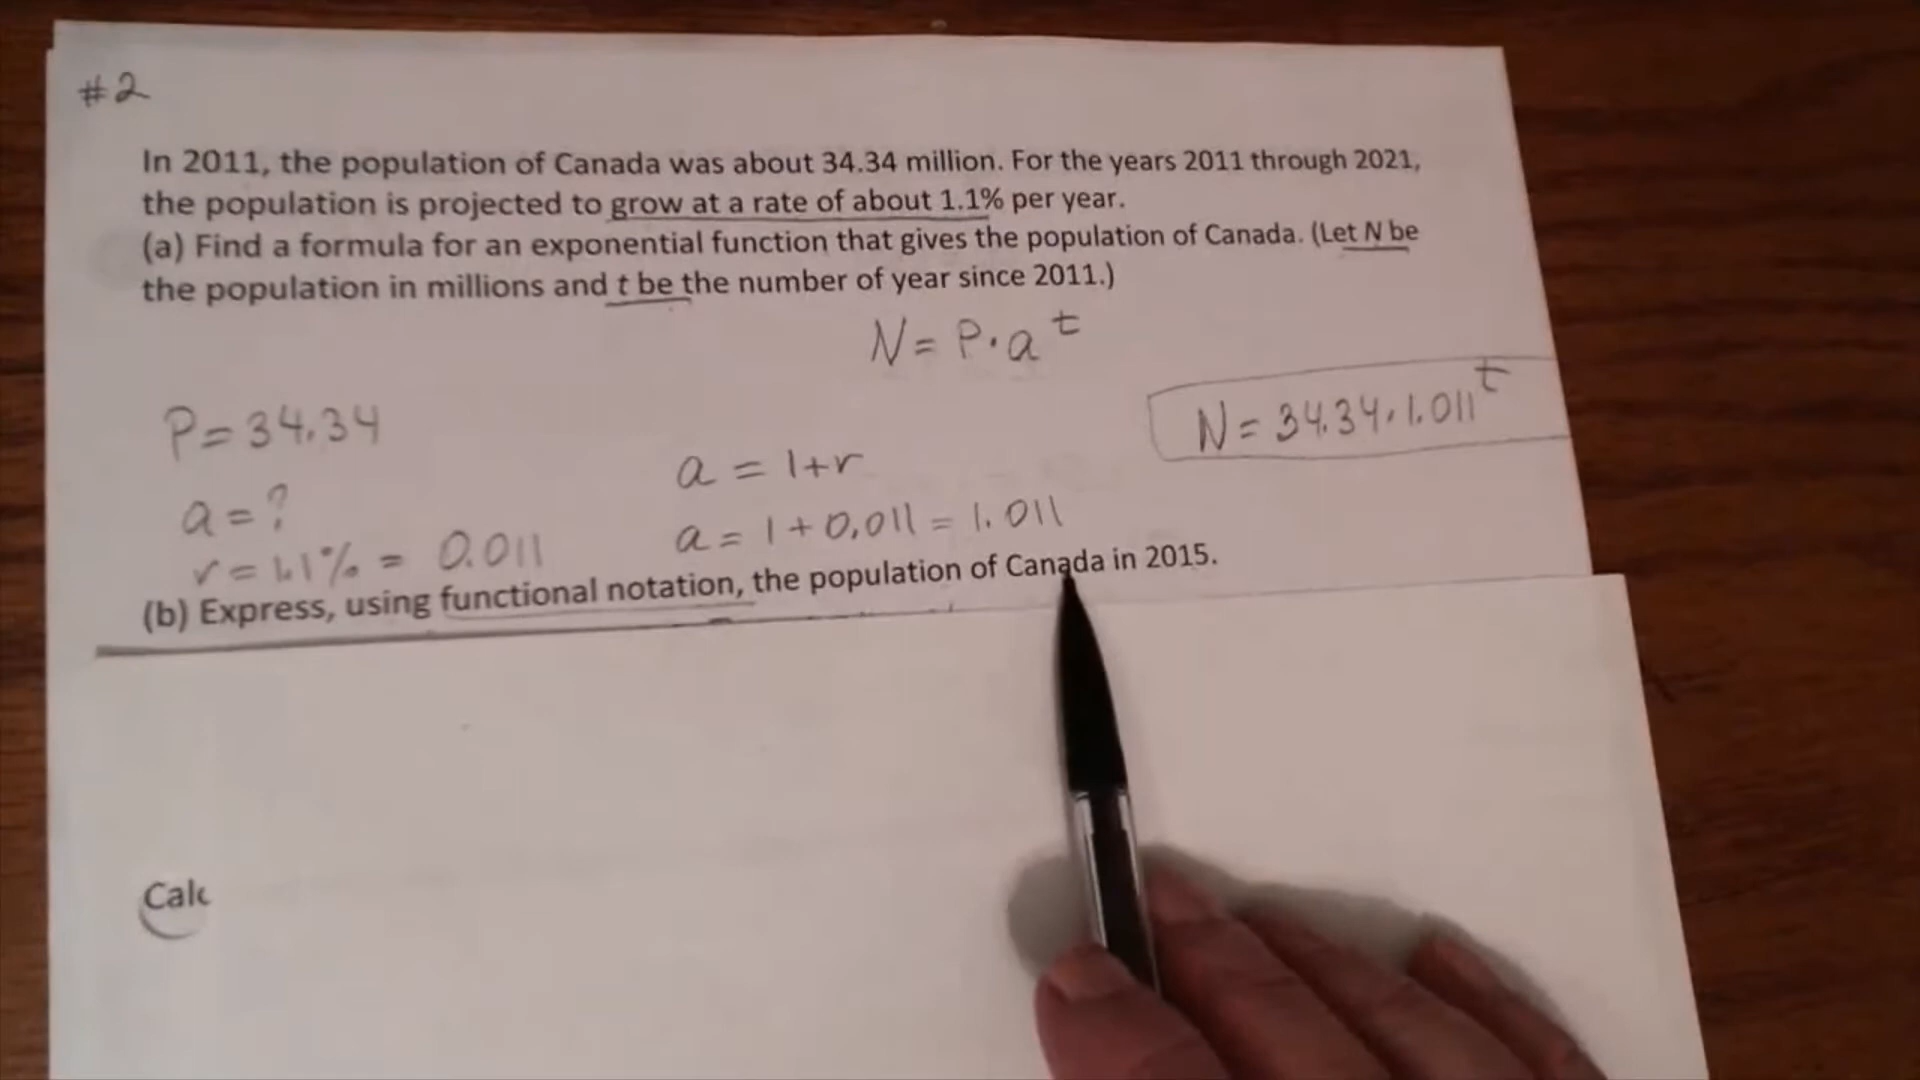 #2
In 2011, the population of Canada was about 34.34 million. For the years 2011 through 2021,
the population is projected to grow at a rate of about 1.1% per year.
(a) Find a formula for an exponential function that gives the population of Canada. (Let N be
the population in millions and t be the number of year since 2011.)
N = P·a^t
P = 34.34
N = 34.34·1.011^t
a = 1+r
a = ?
a = 1 + 0.011 = 1.011
r = 1.1% = 0.011
(b) Express, using functional notation, the population of Canada in 2015.
Calc